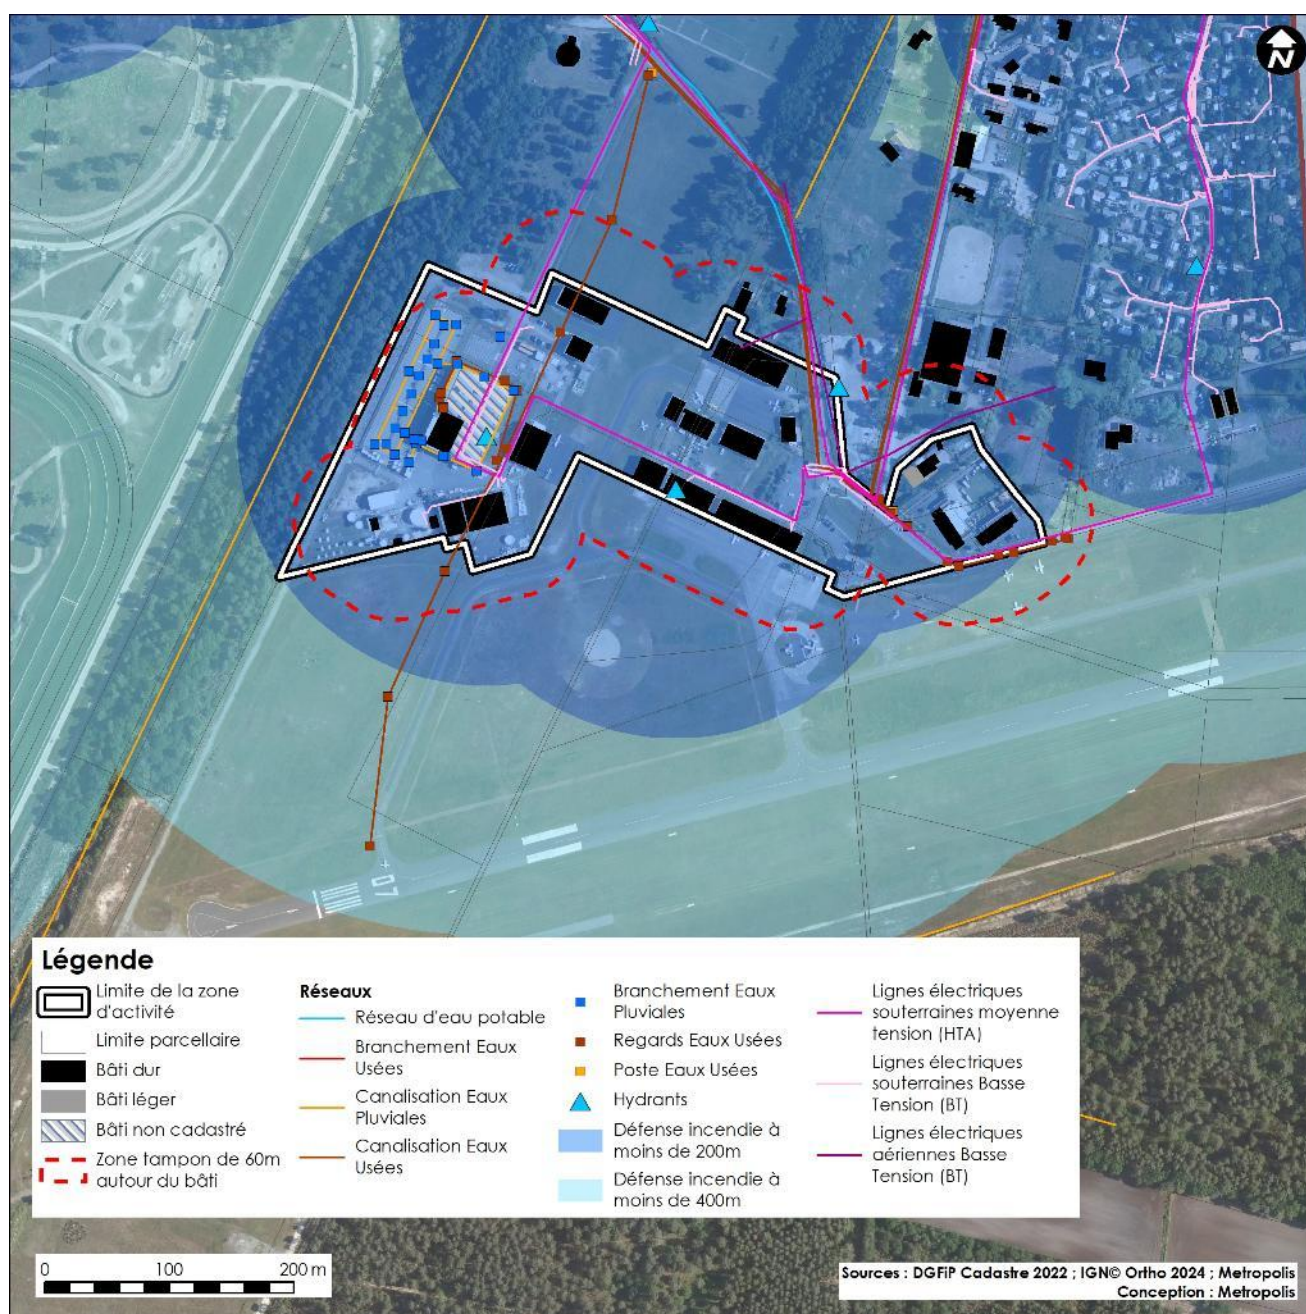 N
07
Légende
Limite de la zone
d'activité
Limite parcellaire
Bâti dur
Bâti léger
Bâti non cadastré
Zone tampon de 60m
autour du bâti
Réseaux
Réseau d'eau potable
Branchement Eaux
Usées
Canalisation Eaux
Pluviales
Canalisation Eaux
Usées
Branchement Eaux
Pluviales
Regards Eaux Usées
Poste Eaux Usées
Hydrants
Défense incendie à
moins de 200m
Défense incendie à
moins de 400m
Lignes électriques
souterraines moyenne
tension (HTA)
Lignes électriques
souterraines Basse
Tension (BT)
Lignes électriques
aériennes Basse
Tension (BT)
0 100 200 m
Sources : DGFiP Cadastre 2022 ; IGN© Ortho 2024 ; Metropolis
Conception : Metropolis